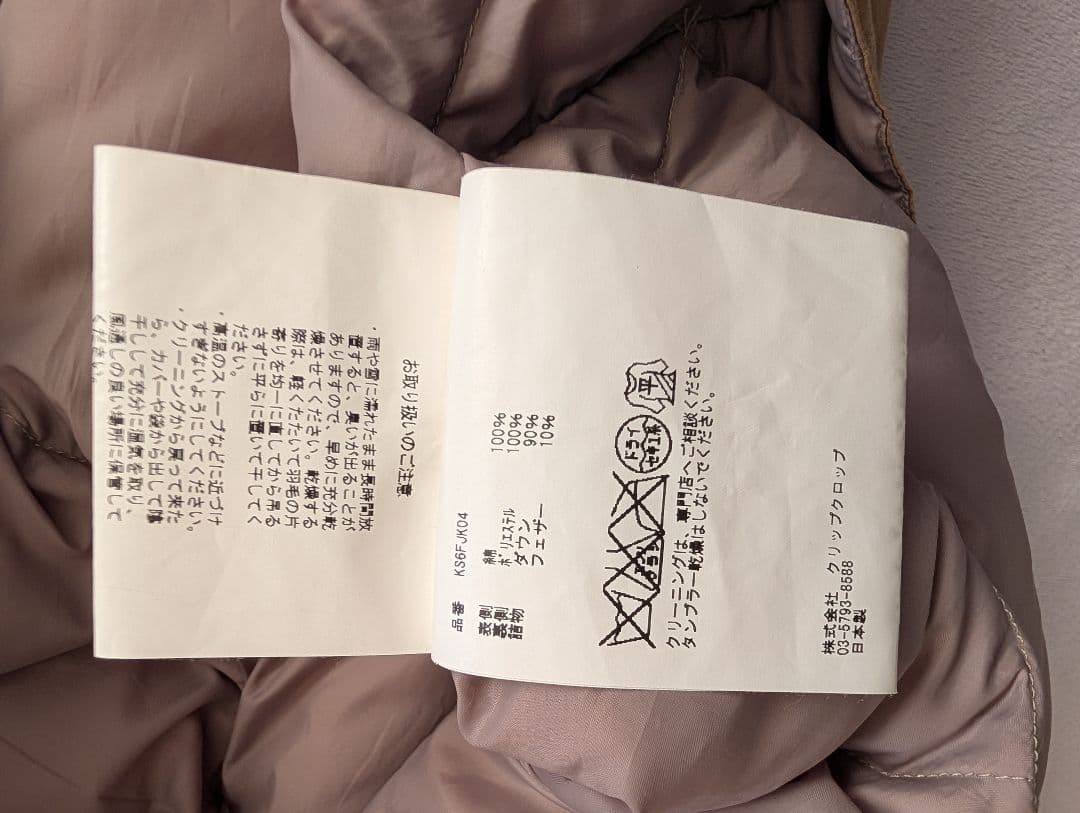 品番 KS6FJK04
表側 綿 100%
裏側 ポリエステル 100%
詰物 ダウン 90%
フェザー 10%
エンソサラシ
ドライ
セキユ系
平
クリーニングは、専門店へご相談ください。
タンブラー乾燥はしないでください。
株式会社 クリップクロップ
03-5793-8588
日本製
お取り扱いのご注意
・雨や雪に濡れたまま長時間放
置すると、臭いが出ることが
ありますので、早めに充分乾
燥させてください。乾燥する
際は、軽くたたいて羽毛の片
寄りを均一に直してから吊る
さずに平らに置いて干してく
ださい。
・高温のストーブなどに近づけ
すぎないようにしてください。
・クリーニングから戻って来た
ら、カバーや袋から出して陰
干しして充分に湿気を取り、
風通しの良い場所に保管して
ください。